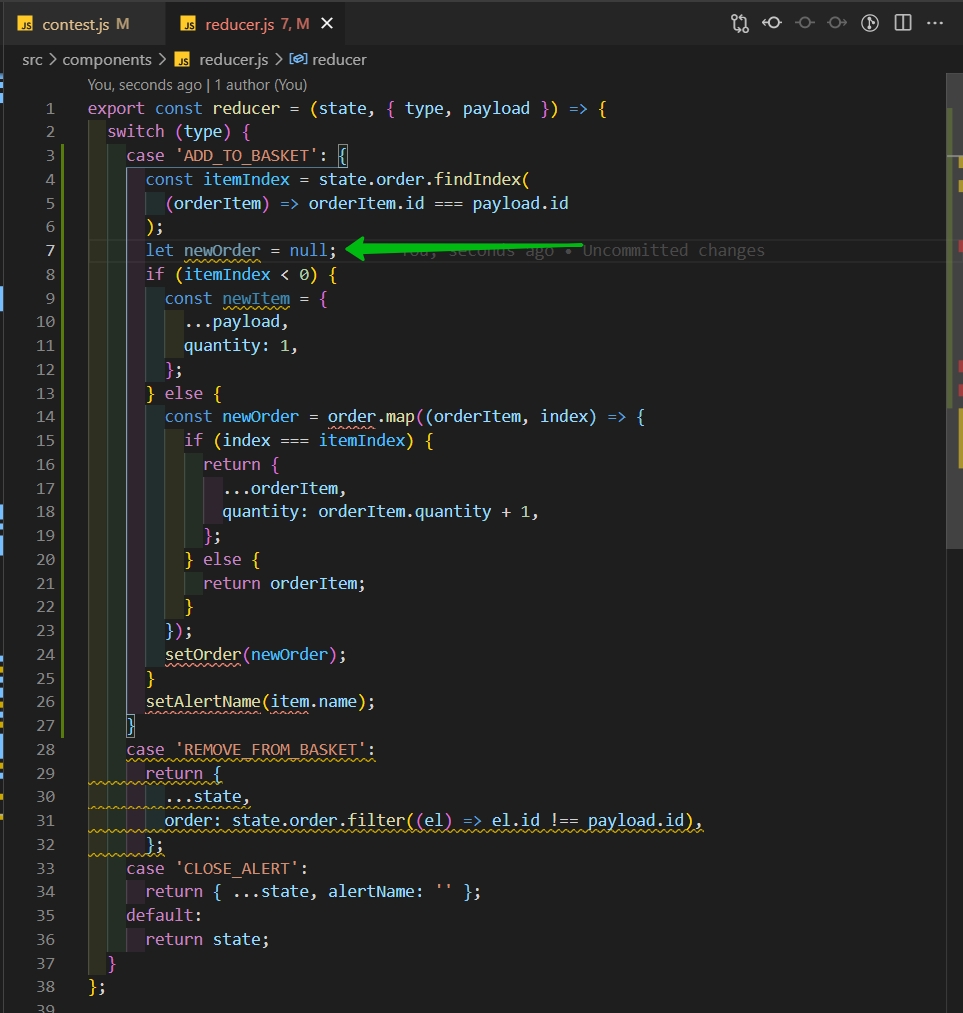 JS contest.js M JS reducer.js 7, M
src > components > JS reducer.js > reducer
You, seconds ago | 1 author (You)
1 export const reducer = (state, { type, payload }) => {
2 switch (type) {
3 case 'ADD_TO_BASKET': {
4 const itemIndex = state.order.findIndex(
5 (orderItem) => orderItem.id === payload.id
6 );
7 let newOrder = null; You, seconds ago • Uncommitted changes
8 if (itemIndex < 0) {
9 const newItem = {
10 ...payload,
11 quantity: 1,
12 };
13 } else {
14 const newOrder = order.map((orderItem, index) => {
15 if (index === itemIndex) {
16 return {
17 ...orderItem,
18 quantity: orderItem.quantity + 1,
19 };
20 } else {
21 return orderItem;
22 }
23 });
24 setOrder(newOrder);
25 }
26 setAlertName(item.name);
27 }
28 case 'REMOVE_FROM_BASKET':
29 return {
30 ...state,
31 order: state.order.filter((el) => el.id !== payload.id),
32 };
33 case 'CLOSE_ALERT':
34 return { ...state, alertName: '' };
35 default:
36 return state;
37 }
38 };
39